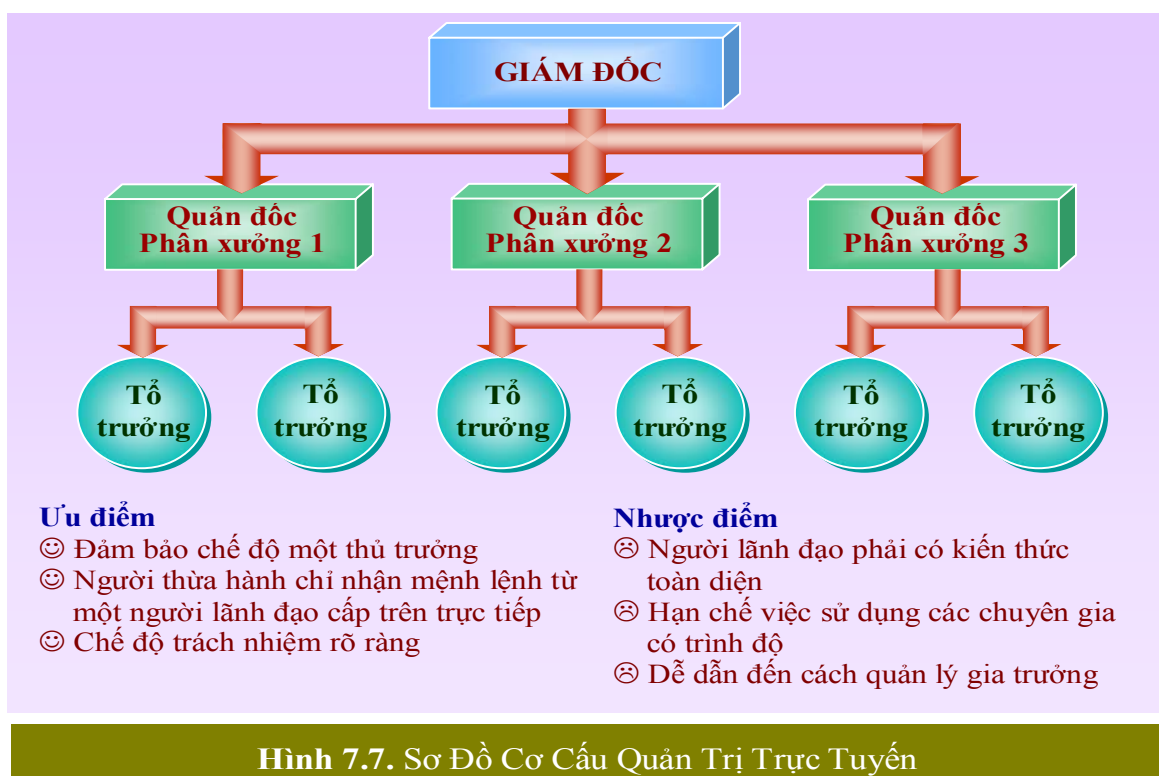 GIÁM ĐỐC
Quản đốc
Phân xưởng 1
Quản đốc
Phân xưởng 2
Quản đốc
Phân xưởng 3
Tổ
trưởng
Tổ
trưởng
Tổ
trưởng
Tổ
trưởng
Tổ
trưởng
Tổ
trưởng
Ưu điểm
☺ Đảm bảo chế độ một thủ trưởng
☺ Người thừa hành chỉ nhận mệnh lệnh từ
một người lãnh đạo cấp trên trực tiếp
☺ Chế độ trách nhiệm rõ ràng
Nhược điểm
☹ Người lãnh đạo phải có kiến thức
toàn diện
☹ Hạn chế việc sử dụng các chuyên gia
có trình độ
☹ Dễ dẫn đến cách quản lý gia trưởng
Hình 7.7. Sơ Đồ Cơ Cấu Quản Trị Trực Tuyến